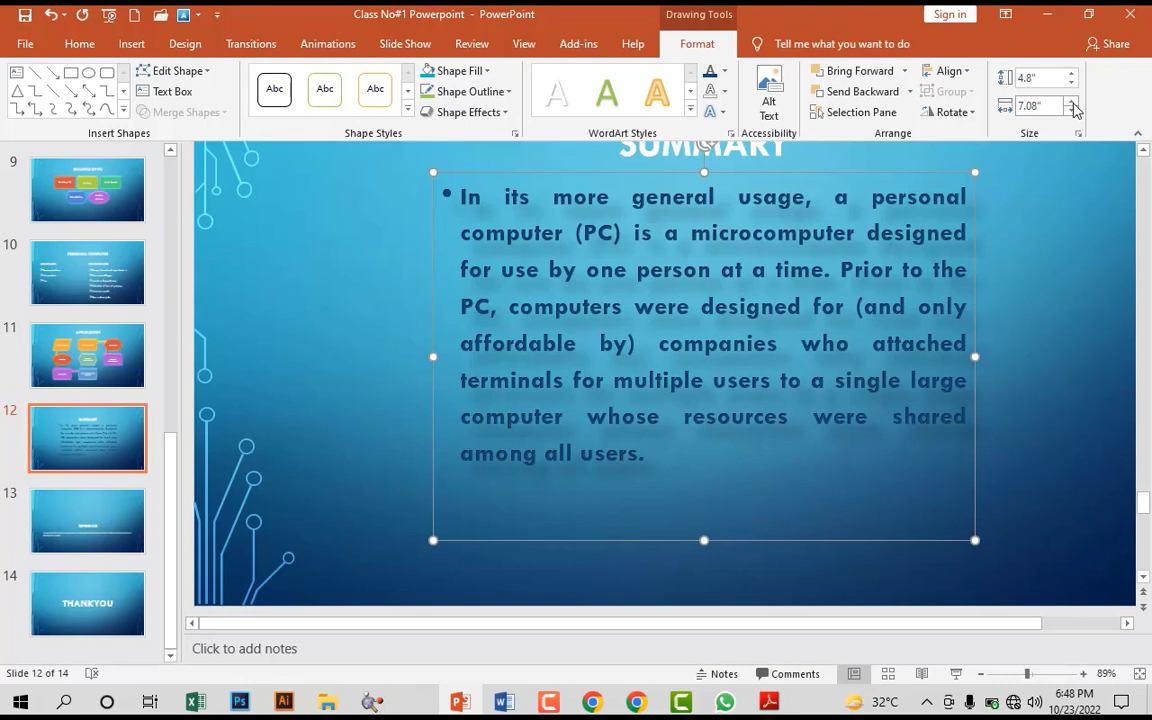 Class No#1 Powerpoint - PowerPoint
Drawing Tools
Sign in
File
Home
Insert
Design
Transitions
Animations
Slide Show
Review
View
Add-ins
Help
Format
Tell me what you want to do
Share
Edit Shape
Text Box
Insert Shapes
Abc
Abc
Abc
Shape Fill
Shape Outline
Shape Effects
Shape Styles
A
A
A
WordArt Styles
Alt
Text
Accessibility
Bring Forward
Send Backward
Selection Pane
Align
Group
Rotate
Arrange
4.8"
7.08"
Size
9
10
PERSONAL COMPUTER
11
12
SUMMARY
13
14
THANKYOU
SUMMARY
• In its more general usage, a personal
computer (PC) is a microcomputer designed
for use by one person at a time. Prior to the
PC, computers were designed for (and only
affordable by) companies who attached
terminals for multiple users to a single large
computer whose resources were shared
among all users.
Click to add notes
Slide 12 of 14
Notes
Comments
89%
32°C
6:48 PM
10/23/2022